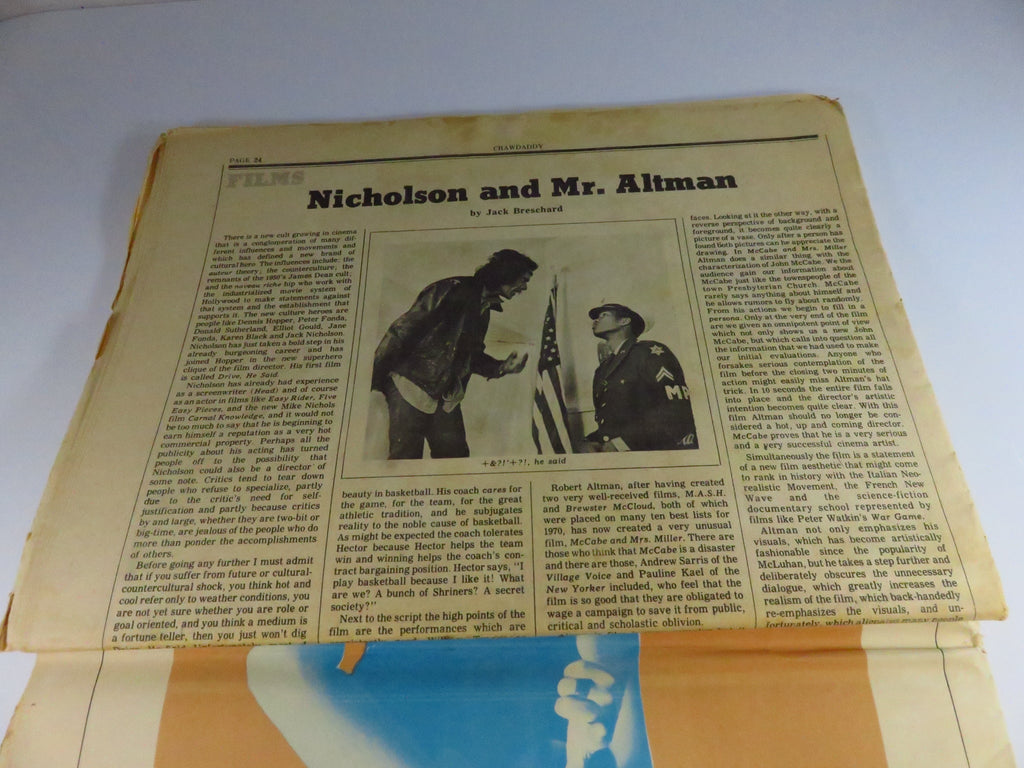 PAGE 24
CRAWDADDY
FILMS
Nicholson and Mr. Altman
by Jack Breschard
There is a new cult growing in cinema
that is a conglomeration of many dif-
ferent influences and movements and
which has defined a new brand of
cultural hero. The influences include: the
auteur theory; the counterculture; the
remnants of the 1950's James Dean cult;
and the nouveau riche hip who work with
the industrialized movie system of
Hollywood to make statements against
that system and the establishment that
supports it. The new culture heroes are
people like Dennis Hopper, Peter Fonda,
Donald Sutherland, Elliot Gould, Jane
Fonda, Karen Black and Jack Nicholson.
Nicholson has just taken a bold step in his
already burgeoning career and has
joined Hopper in the new superhero
clique of the film director. His first film
is called Drive, He Said.
Nicholson has already had experience
as a screenwriter (Head) and of course
as an actor in films like Easy Rider, Five
Easy Pieces, and the new Mike Nichols
film Carnal Knowledge, and it would not
be too much to say that he is beginning to
earn himself a reputation as a very hot
commercial property. Perhaps all the
publicity about his acting has turned
people off to the possibility that
Nicholson could also be a director of
some note. Critics tend to tear down
people who refuse to specialize, partly
due to the critic's need for self-
justification and partly because critics
by and large, whether they are two-bit or
big-time, are jealous of the people who do
more than ponder the accomplishments
of others.
Before going any further I must admit
that if you suffer from future or cultural-
countercultural shock, you think hot and
cool refer only to weather conditions, you
are not yet sure whether you are role or
goal oriented, and you think a medium is
a fortune teller, then you just won't dig
MP
+&?!'+?!, he said
beauty in basketball. His coach cares for
the game, for the team, for the great
athletic tradition, and he subjugates
reality to the noble cause of basketball.
As might be expected the coach tolerates
Hector because Hector helps the team
win and winning helps the coach's con-
tract bargaining position. Hector says, "I
play basketball because I like it! What
are we? A bunch of Shriners? A secret
society?"
Next to the script the high points of the
film are the performances which are
Robert Altman, after having created
two very well-received films, M.A.S.H.
and Brewster McCloud, both of which
were placed on many ten best lists for
1970, has now created a very unusual
film, McCabe and Mrs. Miller. There are
those who think that McCabe is a disaster
and there are those, Andrew Sarris of the
Village Voice and Pauline Kael of the
New Yorker included, who feel that the
film is so good that they are obligated to
wage a campaign to save it from public,
critical and scholastic oblivion.
faces. Looking at it the other way, with a
reverse perspective of background and
foreground, it becomes quite clearly a
picture of a vase. Only after a person has
found both pictures can he appreciate the
drawing. In McCabe and Mrs. Miller
Altman does a similar thing with the
characterization of John McCabe. We the
audience gain our information about
McCabe just like the townspeople of the
town Presbyterian Church. McCabe
rarely says anything about himself and
he allows rumors to fly about randomly.
From his actions we begin to fill in a
persona. Only at the very end of the film
are we given an omnipotent point of view
which not only shows us a new John
McCabe, but which calls into question all
the information that we had used to make
our initial evaluations. Anyone who
forsakes serious contemplation of the
film before the closing two minutes of
action might easily miss Altman's hat
trick. In 10 seconds the entire film falls
into place and the director's artistic
intention becomes quite clear. With this
film Altman should no longer be con-
sidered a hot, up and coming director.
McCabe proves that he is a very serious
and a very successful cinema artist.
Simultaneously the film is a statement
of a new film aesthetic that might come
to rank in history with the Italian Neo-
realistic Movement, the French New
Wave and the science-fiction
documentary school represented by
films like Peter Watkin's War Game.
Altman not only emphasizes his
visuals, which has become artistically
fashionable since the popularity of
McLuhan, but he takes a step further and
deliberately obscures the unnecessary
dialogue, which greatly increases the
realism of the film, which back-handedly
re-emphasizes the visuals, and un-
fortunately, which alienates many people